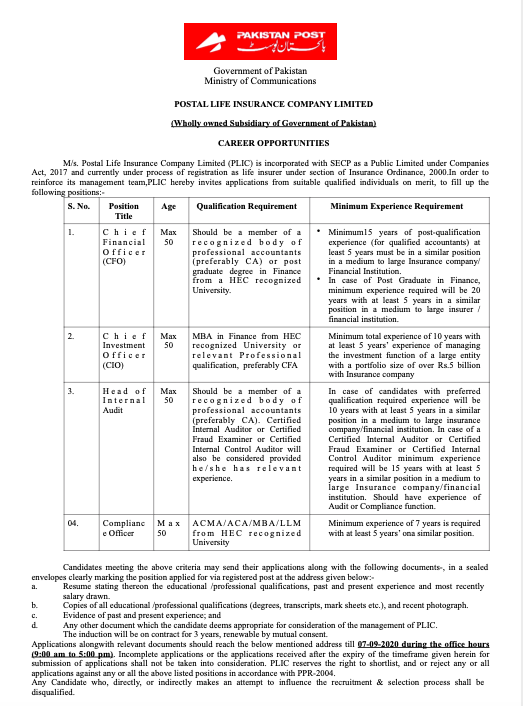 PAKISTAN POST
پاکستان پوسٹ
Government of Pakistan
Ministry of Communications
POSTAL LIFE INSURANCE COMPANY LIMITED
(Wholly owned Subsidiary of Government of Pakistan)
CAREER OPPORTUNITIES
M/s. Postal Life Insurance Company Limited (PLIC) is incorporated with SECP as a Public Limited under Companies
Act, 2017 and currently under process of registration as life insurer under section of Insurance Ordinance, 2000.In order to
reinforce its management team,PLIC hereby invites applications from suitable qualified individuals on merit, to fill up the
following positions:-
S. No. Position Age Qualification Requirement Minimum Experience Requirement
Title
1. Chief Max Should be a member of a • Minimum15 years of post-qualification
Financial 50 recognized body of experience (for qualified accountants) at
Officer professional accountants least 5 years must be in a similar position
(CFO) (preferably CA) or post in a medium to large Insurance company/
graduate degree in Finance Financial Institution.
from a HEC recognized • In case of Post Graduate in Finance,
University. minimum experience required will be 20
years with at least 5 years in a similar
position in a medium to large insurer /
financial institution.
2. Chief Max MBA in Finance from HEC Minimum total experience of 10 years with
Investment 50 recognized University or at least 5 years' experience of managing
Officer relevant Professional the investment function of a large entity
(CIO) qualification, preferably CFA with a portfolio size of over Rs.5 billion
with Insurance company
3. Head of Max Should be a member of a In case of candidates with preferred
Internal 50 recognized body of qualification required experience will be
Audit professional accountants 10 years with at least 5 years in a similar
(preferably CA). Certified position in a medium to large insurance
Internal Auditor or Certified company/financial institution. In case of a
Fraud Examiner or Certified Certified Internal Auditor or Certified
Internal Control Auditor will Fraud Examiner or Certified Internal
also be considered provided Control Auditor minimum experience
he/she has relevant required will be 15 years with at least 5
experience. years in a similar position in a medium to
large Insurance company/financial
institution. Should have experience of
Audit or Compliance function.
04. Complianc Max ACMA/ACA/MBA/LLM Minimum experience of 7 years is required
e Officer 50 from HEC recognized with at least 5 years' ona similar position.
University
Candidates meeting the above criteria may send their applications along with the following documents-, in a sealed
envelopes clearly marking the position applied for via registered post at the address given below:-
a. Resume stating thereon the educational /professional qualifications, past and present experience and most recently
salary drawn.
b. Copies of all educational /professional qualifications (degrees, transcripts, mark sheets etc.), and recent photograph.
c. Evidence of past and present experience; and
d. Any other document which the candidate deems appropriate for consideration of the management of PLIC.
The induction will be on contract for 3 years, renewable by mutual consent.
Applications alongwith relevant documents should reach the below mentioned address till 07-09-2020 during the office hours
(9:00 am to 5:00 pm). Incomplete applications or the applications received after the expiry of the timeframe given herein for
submission of applications shall not be taken into consideration. PLIC reserves the right to shortlist, and or reject any or all
applications against any or all the above listed positions in accordance with PPR-2004.
Any Candidate who, directly, or indirectly makes an attempt to influence the recruitment & selection process shall be
disqualified.